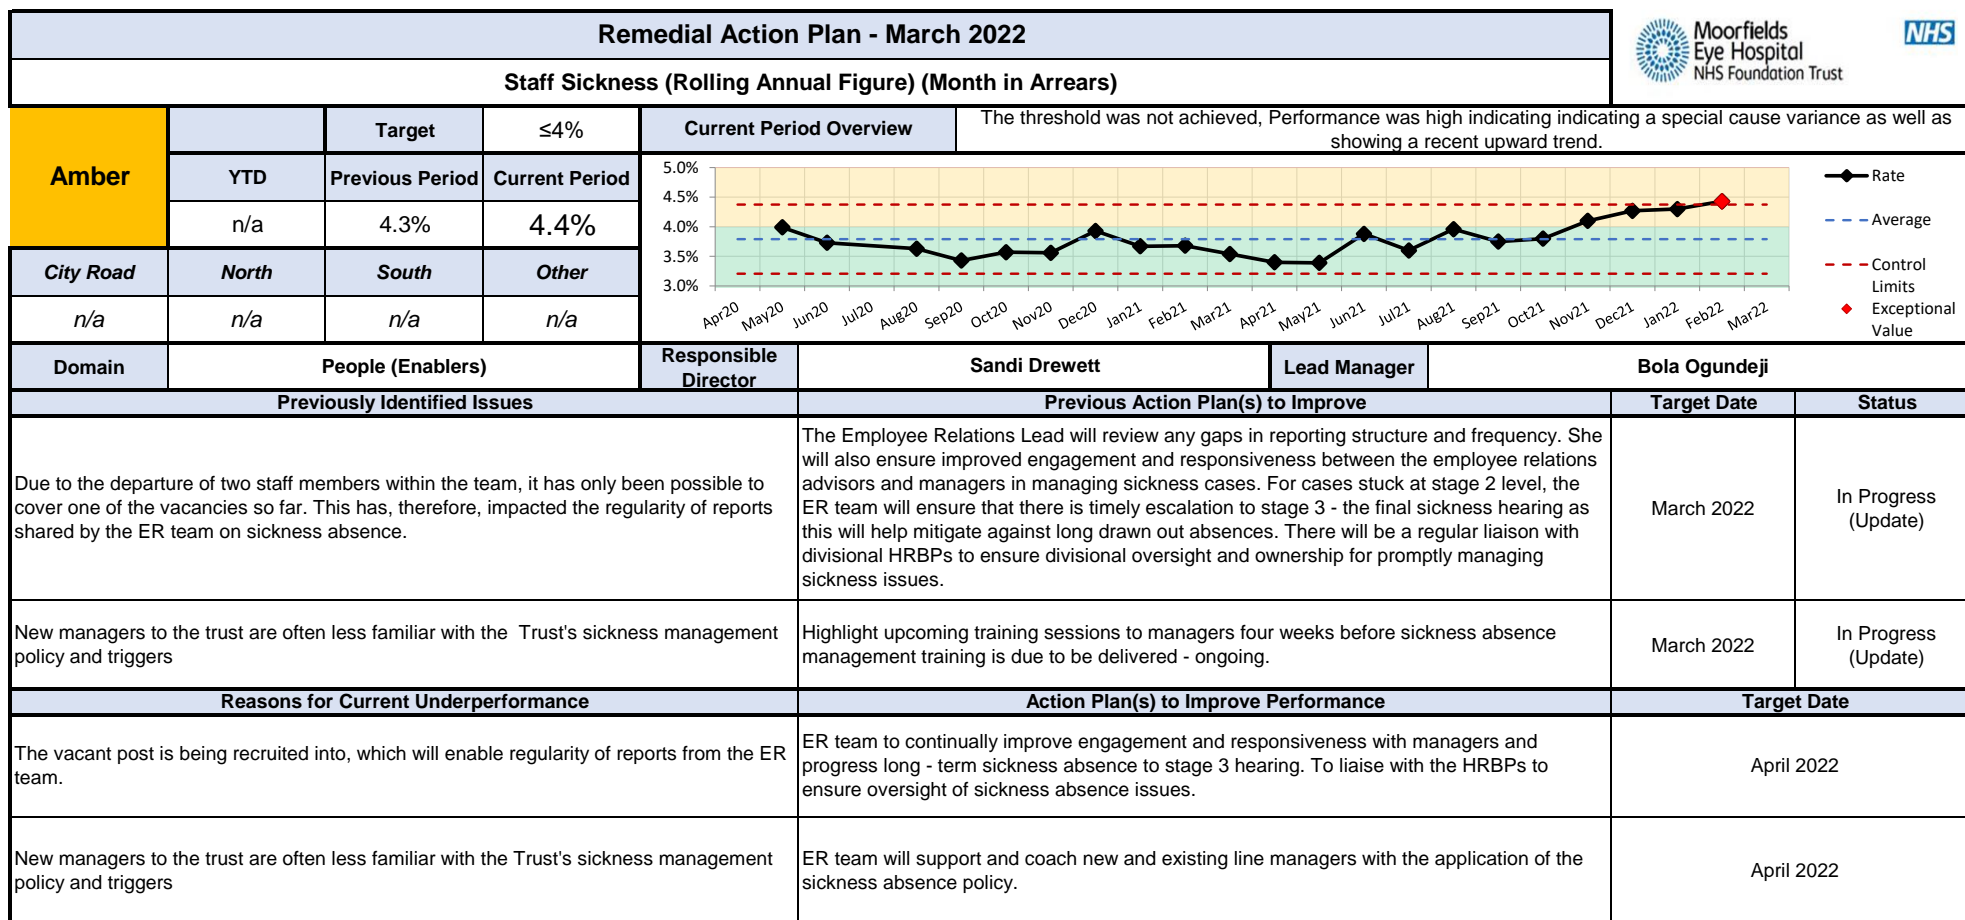 Remedial Action Plan - March 2022
Moorfields
Eye Hospital
NHS Foundation Trust
NHS
Staff Sickness (Rolling Annual Figure) (Month in Arrears)
Amber
Target
≤4%
Current Period Overview
The threshold was not achieved, Performance was high indicating indicating a special cause variance as well as
showing a recent upward trend.
YTD
Previous Period
Current Period
n/a
4.3%
4.4%
City Road
North
South
Other
n/a
n/a
n/a
n/a
5.0%
4.5%
4.0%
3.5%
3.0%
Apr20
May20
Jun20
Jul20
Aug20
Sep20
Oct20
Nov20
Dec20
Jan21
Feb21
Mar21
Apr21
May21
Jun21
Jul21
Aug21
Sep21
Oct21
Nov21
Dec21
Jan22
Feb22
Mar22
Rate
Average
Control
Limits
Exceptional
Value
Domain
People (Enablers)
Responsible
Director
Sandi Drewett
Lead Manager
Bola Ogundeji
Previously Identified Issues
Previous Action Plan(s) to Improve
Target Date
Status
Due to the departure of two staff members within the team, it has only been possible to
cover one of the vacancies so far. This has, therefore, impacted the regularity of reports
shared by the ER team on sickness absence.
The Employee Relations Lead will review any gaps in reporting structure and frequency. She
will also ensure improved engagement and responsiveness between the employee relations
advisors and managers in managing sickness cases. For cases stuck at stage 2 level, the
ER team will ensure that there is timely escalation to stage 3 - the final sickness hearing as
this will help mitigate against long drawn out absences. There will be a regular liaison with
divisional HRBPs to ensure divisional oversight and ownership for promptly managing
sickness issues.
March 2022
In Progress
(Update)
New managers to the trust are often less familiar with the  Trust's sickness management
policy and triggers
Highlight upcoming training sessions to managers four weeks before sickness absence
management training is due to be delivered - ongoing.
March 2022
In Progress
(Update)
Reasons for Current Underperformance
Action Plan(s) to Improve Performance
Target Date
The vacant post is being recruited into, which will enable regularity of reports from the ER
team.
ER team to continually improve engagement and responsiveness with managers and
progress long - term sickness absence to stage 3 hearing. To liaise with the HRBPs to
ensure oversight of sickness absence issues.
April 2022
New managers to the trust are often less familiar with the Trust's sickness management
policy and triggers
ER team will support and coach new and existing line managers with the application of the
sickness absence policy.
April 2022